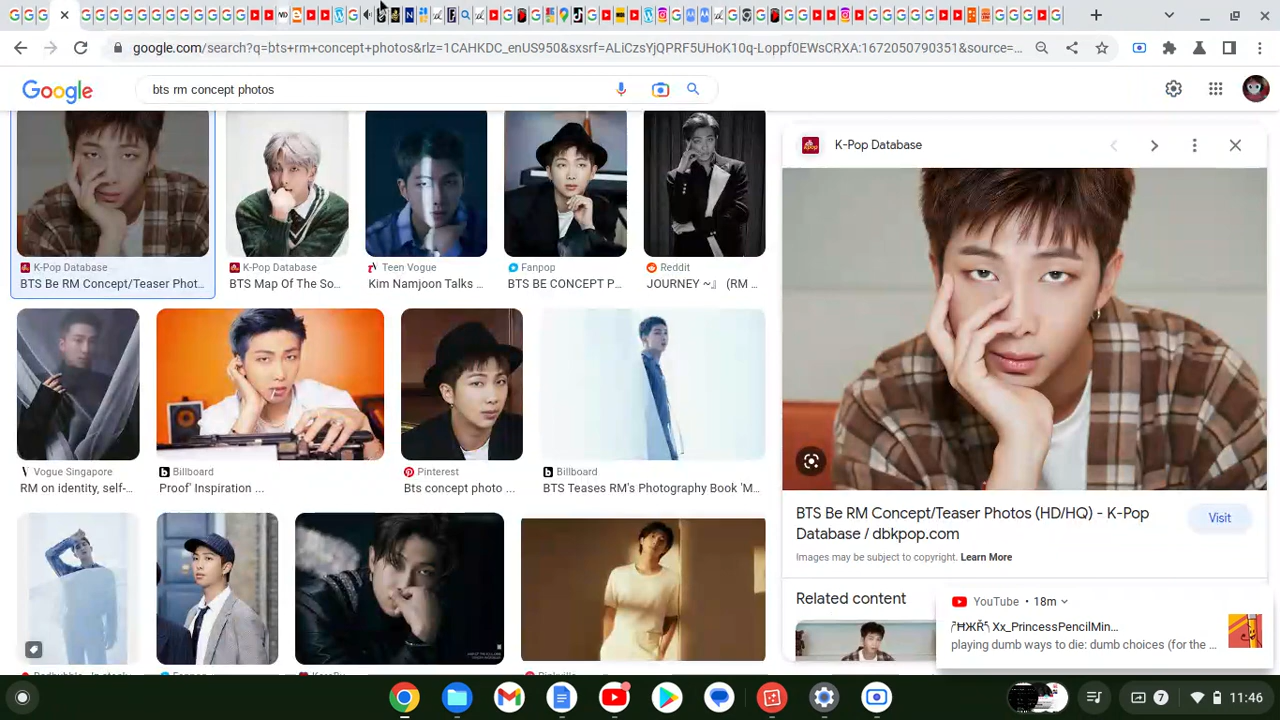 google.com/search?q=bts+rm+concept+photos&rlz=1CAHKDC_enUS950&sxsrf=ALiCzsYjQPRF5UHoK10q-Loppf0EWsCRXA:1672050790351&source=...
Google
bts rm concept photos
K-Pop Database
K-Pop Database
BTS Be RM Concept/Teaser Phot...
K-Pop Database
BTS Map Of The So...
Teen Vogue
Kim Namjoon Talks ...
Fanpop
BTS BE CONCEPT P...
Reddit
JOURNEY ~』 (RM ...
Vogue Singapore
RM on identity, self-...
Billboard
Proof' Inspiration ...
Pinterest
Bts concept photo ...
Billboard
BTS Teases RM's Photography Book 'M...
BTS Be RM Concept/Teaser Photos (HD/HQ) - K-Pop
Database / dbkpop.com
Visit
Images may be subject to copyright. Learn More
Related content
YouTube • 18m
Xx_PrincessPencilMin...
playing dumb ways to die: dumb choices (for the ...
7
11:46